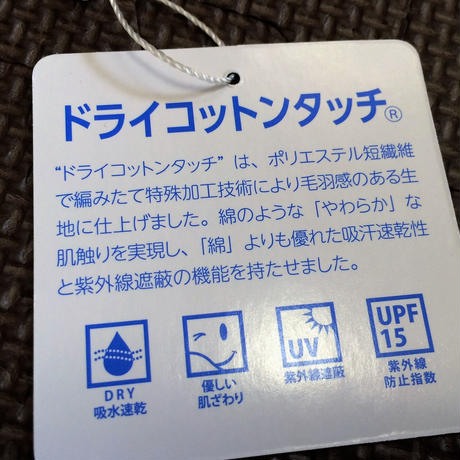 ドライコットンタッチ®
“ドライコットンタッチ”は、ポリエステル短繊維
で編みたて特殊加工技術により毛羽感のある生
地に仕上げました。綿のような「やわらか」な
肌触りを実現し、「綿」よりも優れた吸汗速乾性
と紫外線遮蔽の機能を持たせました。
DRY
吸水速乾
優しい
肌ざわり
UV
紫外線遮蔽
UPF
15
紫外線
防止指数